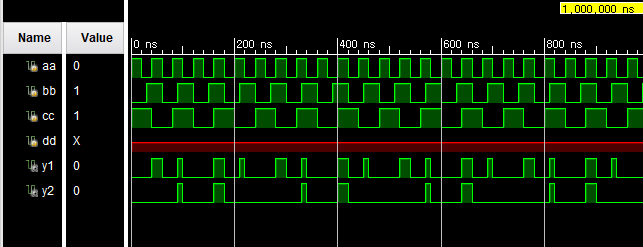 1,000,000 ns
Name Value
0 ns 200 ns 400 ns 600 ns 800 ns
aa 0
bb 1
cc 1
dd X
y1 0
y2 0